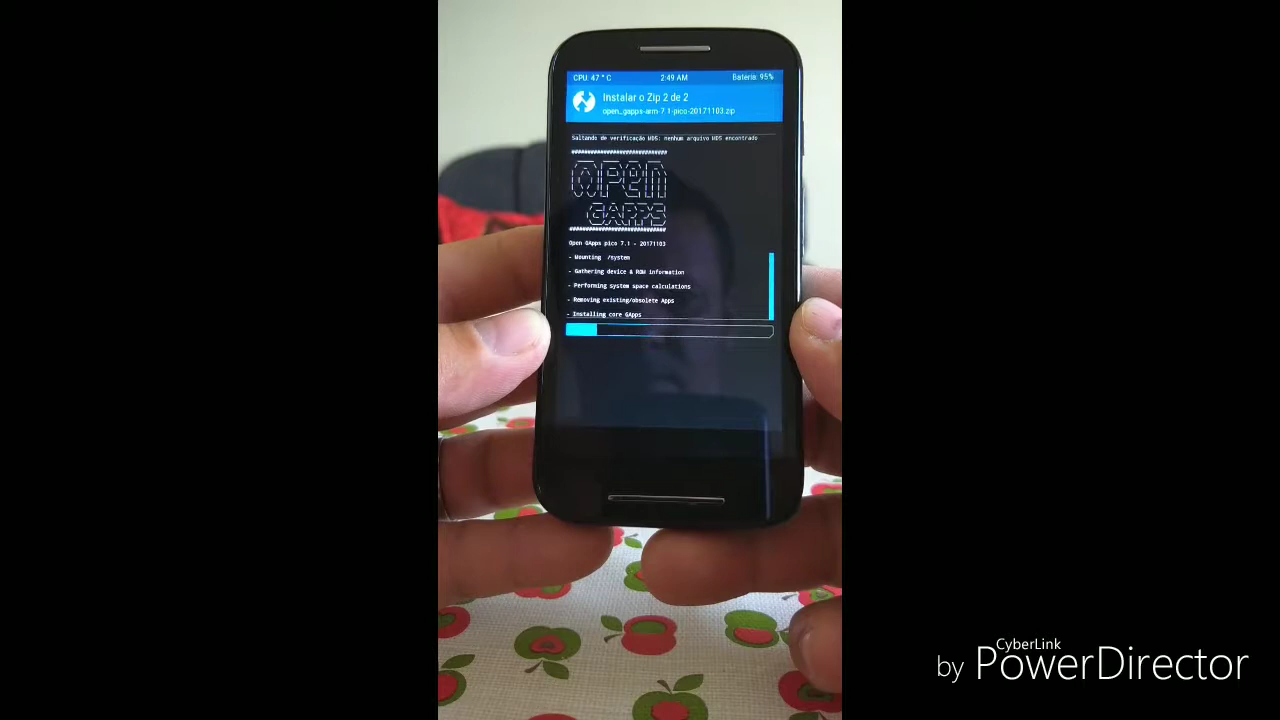 CPU: 47 ° C 2:49 AM Bateria: 95%
Instalar o Zip 2 de 2
open_gapps-arm-7.1-pico-20171103.zip
Saltando de verificação MD5: nenhum arquivo MD5 encontrado
##############################
OPEN
GAPPS
##############################
Open GApps pico 7.1 - 20171103
- Mounting /system
- Gathering device & ROM information
- Performing system space calculations
- Removing existing/obsolete Apps
- Installing core GApps
CyberLink
by PowerDirector